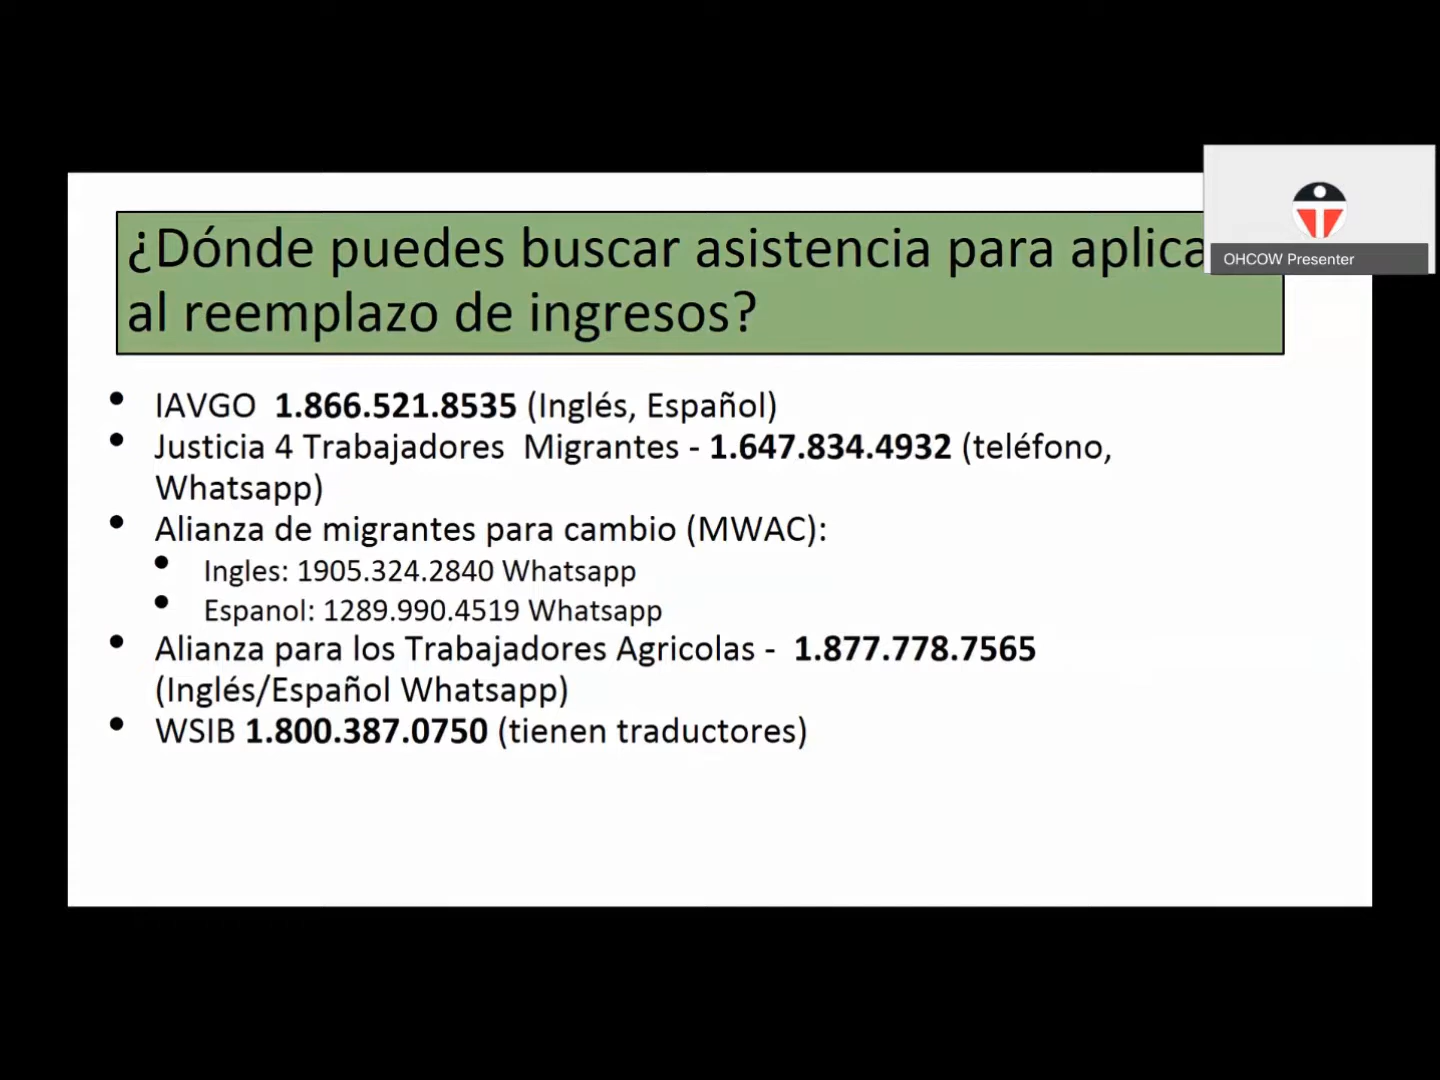 ¿Dónde puedes buscar asistencia para aplica
al reemplazo de ingresos?
OHCOW Presenter
• IAVGO 1.866.521.8535 (Inglés, Español)
• Justicia 4 Trabajadores Migrantes - 1.647.834.4932 (teléfono,
Whatsapp)
• Alianza de migrantes para cambio (MWAC):
• Ingles: 1905.324.2840 Whatsapp
• Espanol: 1289.990.4519 Whatsapp
• Alianza para los Trabajadores Agricolas - 1.877.778.7565
(Inglés/Español Whatsapp)
• WSIB 1.800.387.0750 (tienen traductores)